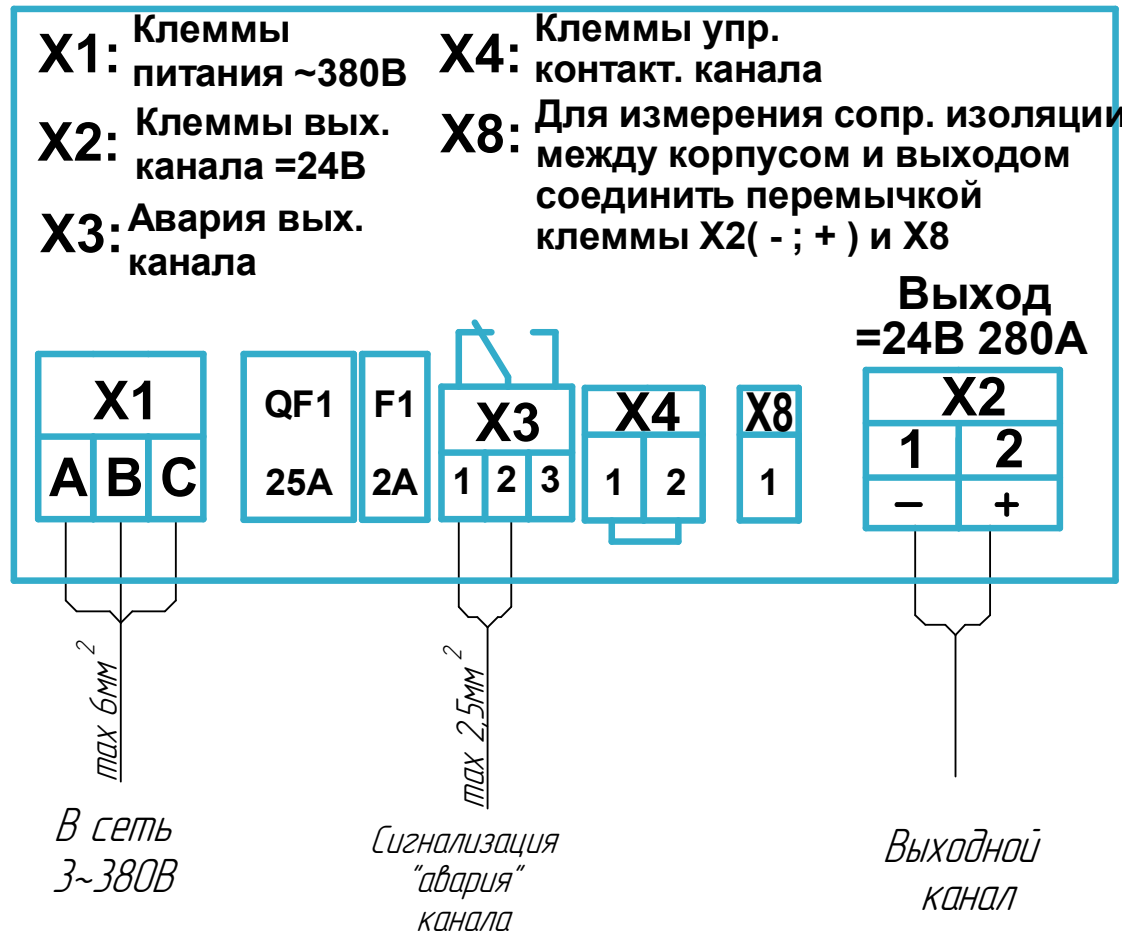 X1: Клеммы
питания ~380В
X2: Клеммы вых.
канала =24В
X3: Авария вых.
канала
X4: Клеммы упр.
контакт. канала
X8: Для измерения сопр. изоляции
между корпусом и выходом
соединить перемычкой
клеммы X2( - ; + ) и X8
Выход
=24В 280А
X1
A B C
QF1
25A
F1
2A
X3
1 2 3
X4
1 2
X8
1
X2
1 2
− +
max 6мм²
max 2,5мм²
В сеть
3~380В
Сигнализация
"авария"
канала
Выходной
канал